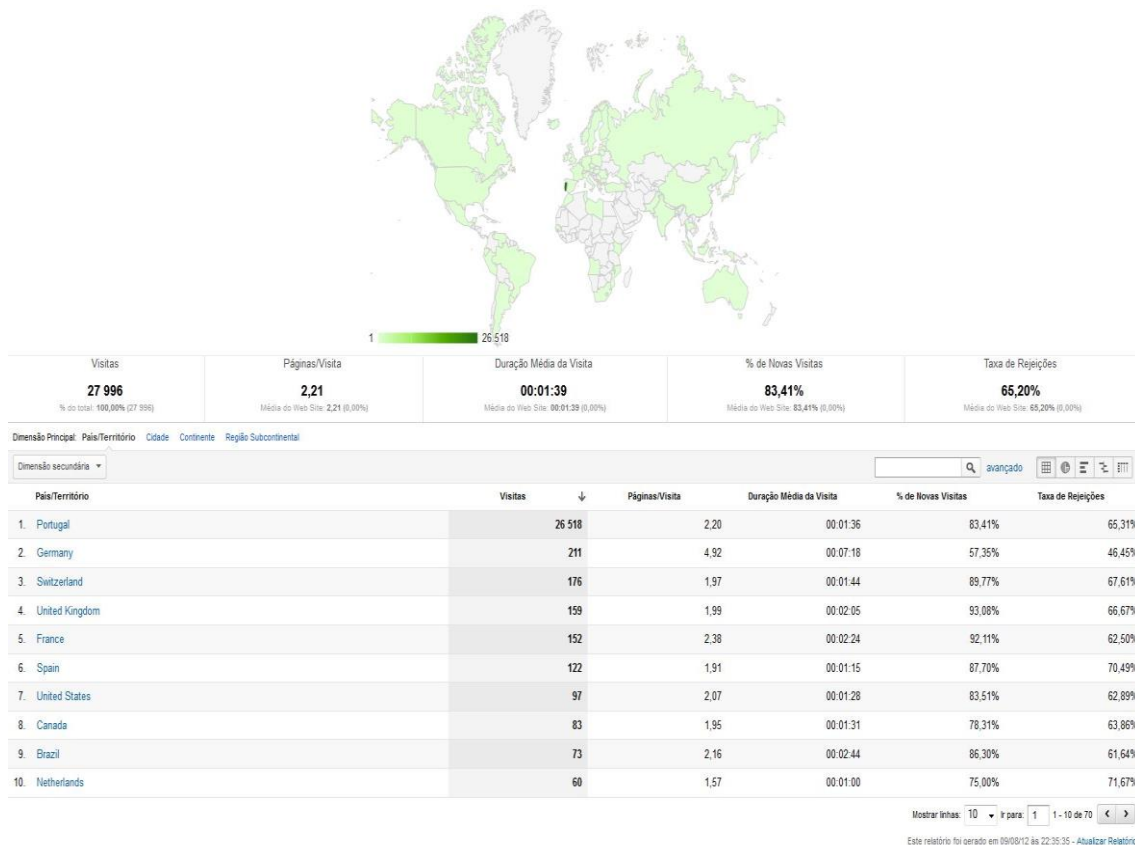 1 26 518
Visitas Páginas/Visita Duração Média da Visita % de Novas Visitas Taxa de Rejeições
27 996 2,21 00:01:39 83,41% 65,20%
% do total: 100,00% (27 996) Média do Web Site: 2,21 (0,00%) Média do Web Site: 00:01:39 (0,00%) Média do Web Site: 83,41% (0,00%) Média do Web Site: 65,20% (0,00%)
Dimensão Principal: País/Território Cidade Continente Região Subcontinental
Dimensão secundária avançado
País/Território Visitas Páginas/Visita Duração Média da Visita % de Novas Visitas Taxa de Rejeições
1. Portugal 26 518 2,20 00:01:36 83,41% 65,31%
2. Germany 211 4,92 00:07:18 57,35% 46,45%
3. Switzerland 176 1,97 00:01:44 89,77% 67,61%
4. United Kingdom 159 1,99 00:02:05 93,08% 66,67%
5. France 152 2,38 00:02:24 92,11% 62,50%
6. Spain 122 1,91 00:01:15 87,70% 70,49%
7. United States 97 2,07 00:01:28 83,51% 62,89%
8. Canada 83 1,95 00:01:31 78,31% 63,86%
9. Brazil 73 2,16 00:02:44 86,30% 61,64%
10. Netherlands 60 1,57 00:01:00 75,00% 71,67%
Mostrar linhas: 10 Ir para: 1 1 - 10 de 70
Este relatório foi gerado em 09/08/12 às 22:35:35 - Atualizar Relatório